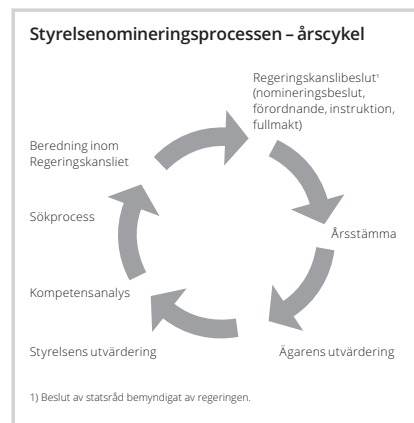 Styrelsenomineringsprocessen – årscykel
Regeringskanslibeslut¹
(nomineringsbeslut,
förordnande, instruktion,
fullmakt)
Beredning inom
Regeringskansliet
Sökprocess
Årsstämma
Kompetensanalys
Styrelsens utvärdering
Ägarens utvärdering
1) Beslut av statsråd bemyndigat av regeringen.